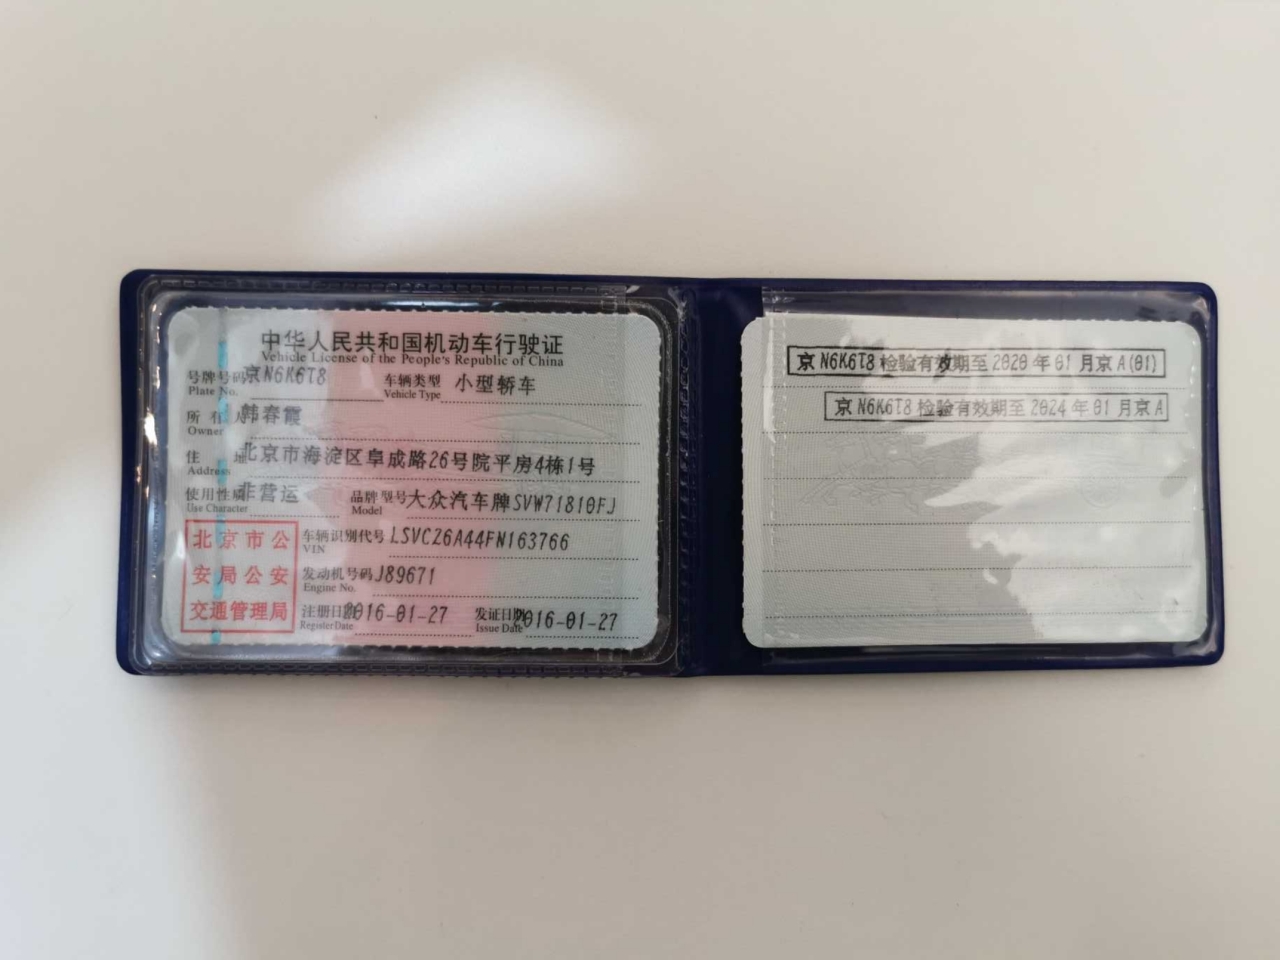 中华人民共和国机动车行驶证
Vehicle License of the People's Republic of China
号牌号码 京N6K6T8 车辆类型 小型轿车
Plate No. Vehicle Type
所有人 韩春霞
Owner
住址 北京市海淀区阜成路26号院平房4栋1号
Address
使用性质 非营运 品牌型号 大众汽车牌SVW71810FJ
Use Character Model
北京市公安局公安交通管理局
车辆识别代号 LSVCZ6A44FN163766
VIN
发动机号码 J89671
Engine No.
注册日期 2016-01-27 发证日期 2016-01-27
Register Date Issue Date
京N6K6T8检验有效期至2020年01月京A(01)
京N6K6T8检验有效期至2024年01月京A